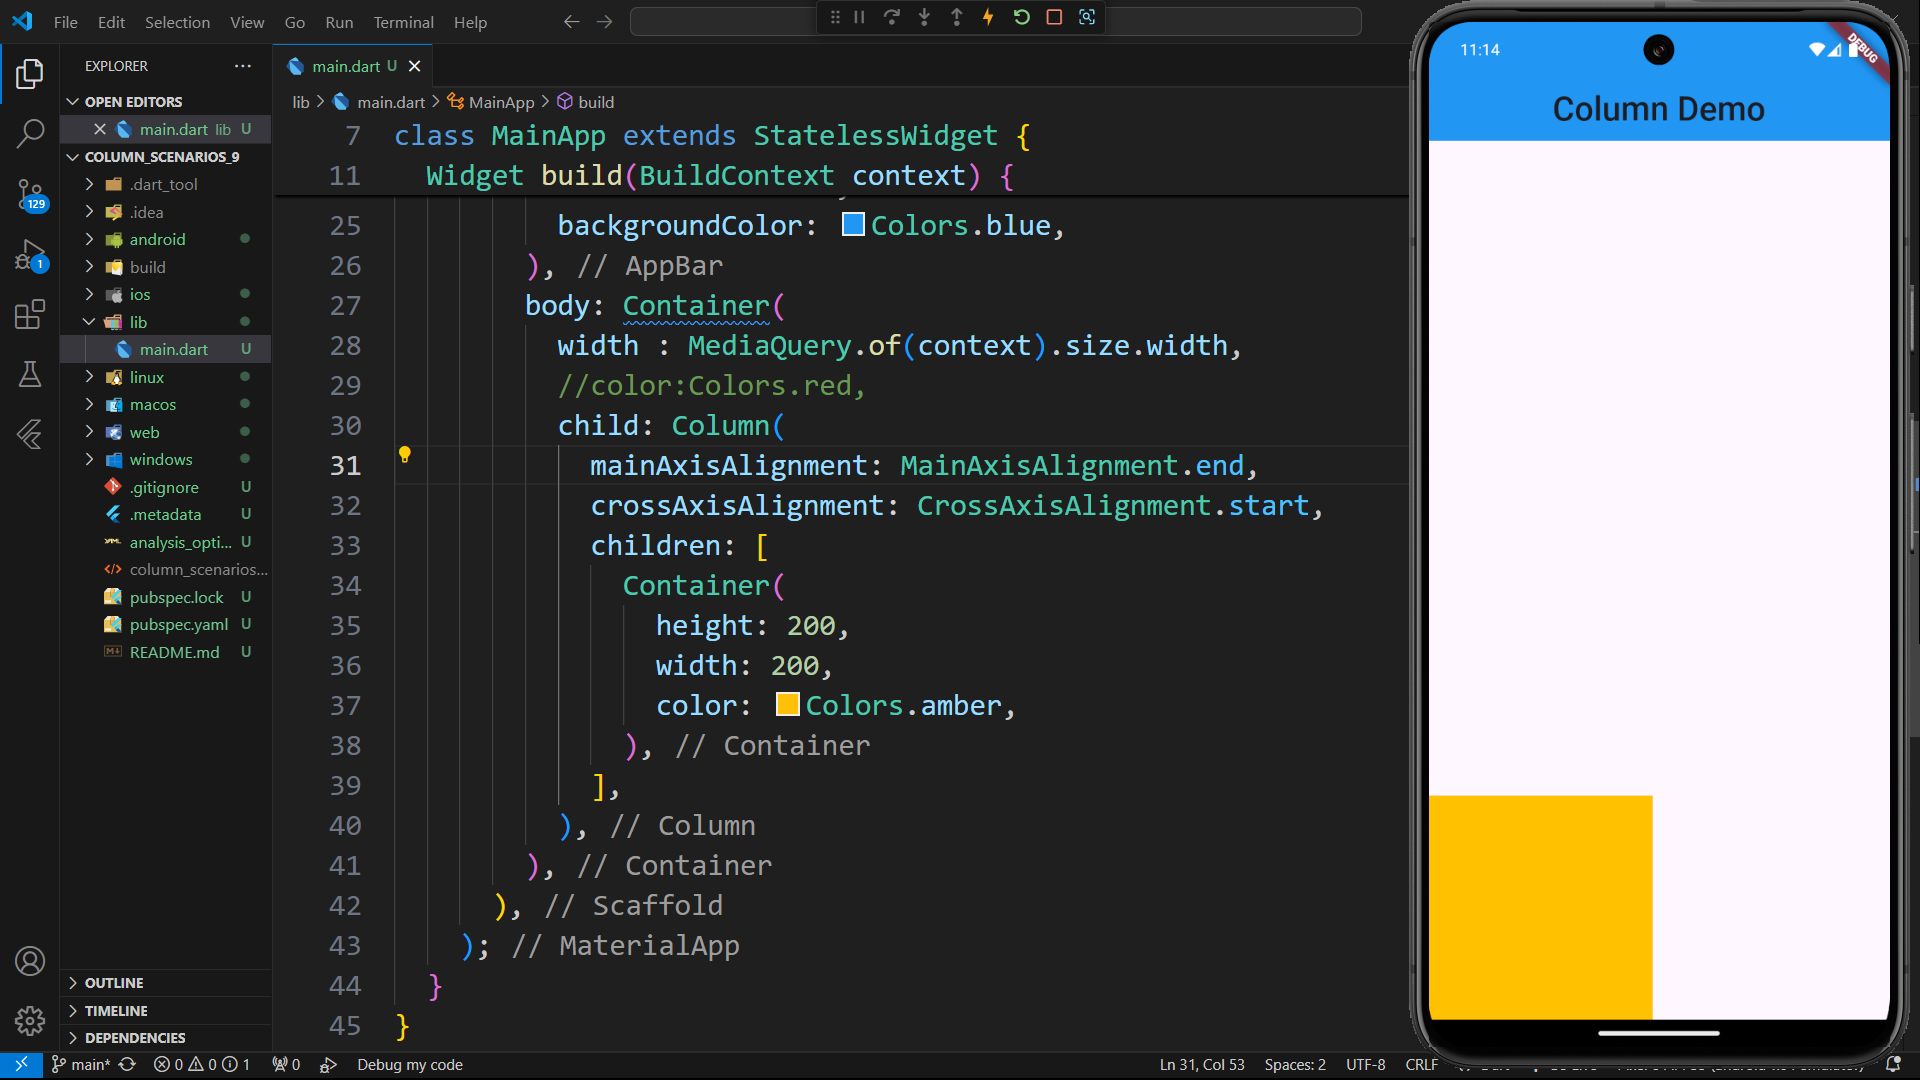 File Edit Selection View Go Run Terminal Help
EXPLORER
OPEN EDITORS
main.dart lib U
COLUMN_SCENARIOS_9
.dart_tool
.idea
android
build
ios
lib
main.dart U
linux
macos
web
windows
.gitignore U
.metadata U
analysis_opti... U
column_scenarios...
pubspec.lock U
pubspec.yaml U
README.md U
OUTLINE
TIMELINE
DEPENDENCIES
129
1
main.dart U
lib > main.dart > MainApp > build
7 class MainApp extends StatelessWidget {
11 Widget build(BuildContext context) {
25 backgroundColor: Colors.blue,
26 ), // AppBar
27 body: Container(
28 width : MediaQuery.of(context).size.width,
29 //color:Colors.red,
30 child: Column(
31 mainAxisAlignment: MainAxisAlignment.end,
32 crossAxisAlignment: CrossAxisAlignment.start,
33 children: [
34 Container(
35 height: 200,
36 width: 200,
37 color: Colors.amber,
38 ), // Container
39 ],
40 ), // Column
41 ), // Container
42 ), // Scaffold
43 ); // MaterialApp
44 }
45 }
11:14
DEBUG
Column Demo
main* 0 0 1 0 Debug my code
Ln 31, Col 53 Spaces: 2 UTF-8 CRLF